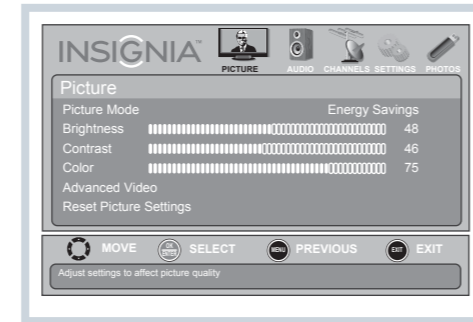 INSIGNIA™
PICTURE AUDIO CHANNELS SETTINGS PHOTOS
Picture
Picture Mode Energy Savings
Brightness 48
Contrast 46
Color 75
Advanced Video
Reset Picture Settings
MOVE OK ENTER SELECT MENU PREVIOUS EXIT EXIT
Adjust settings to affect picture quality